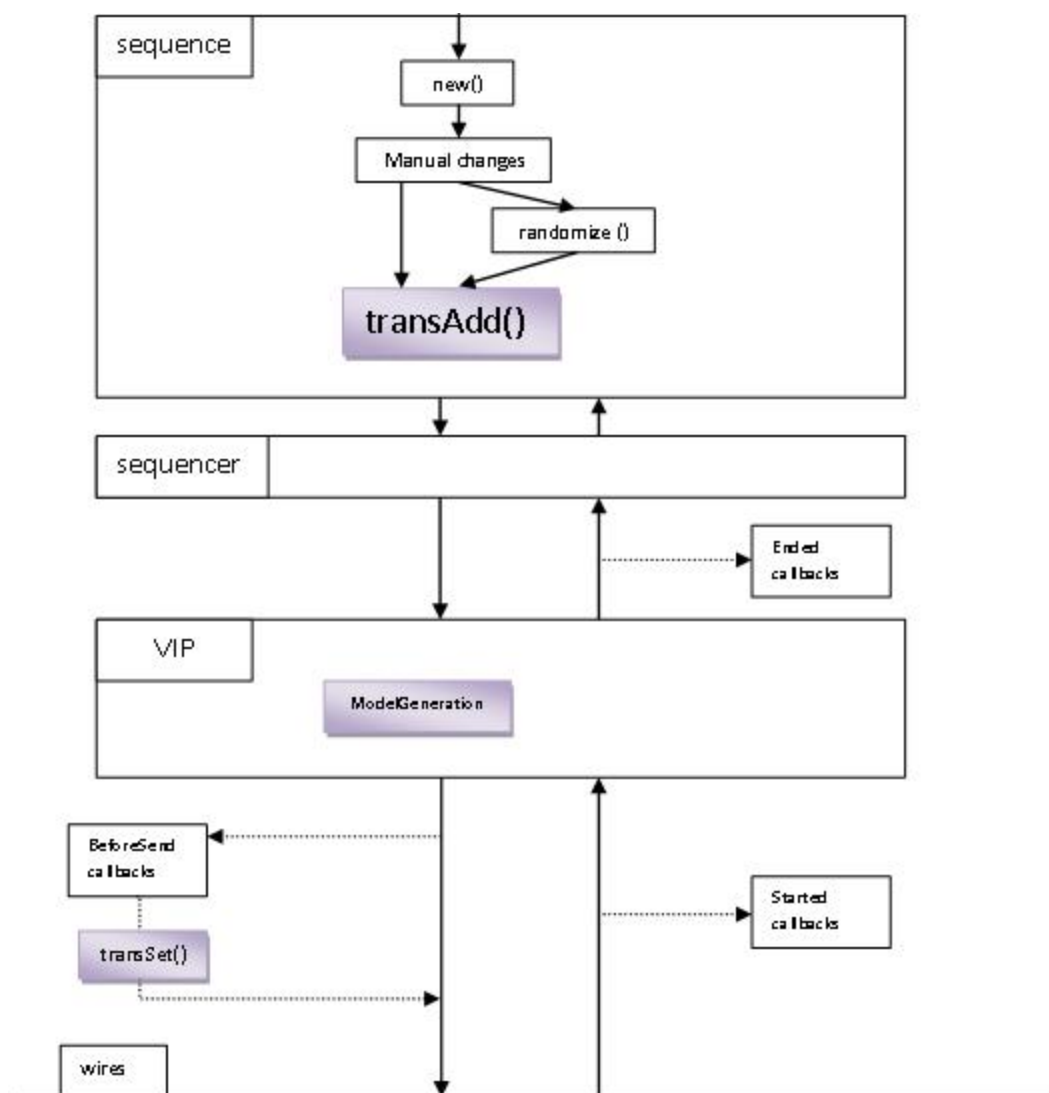 sequence
new()
Manual changes
randomize ()
transAdd()
sequencer
Ended
callbacks
VIP
ModelGeneration
BeforeSend
callbacks
Started
callbacks
transSet()
wires